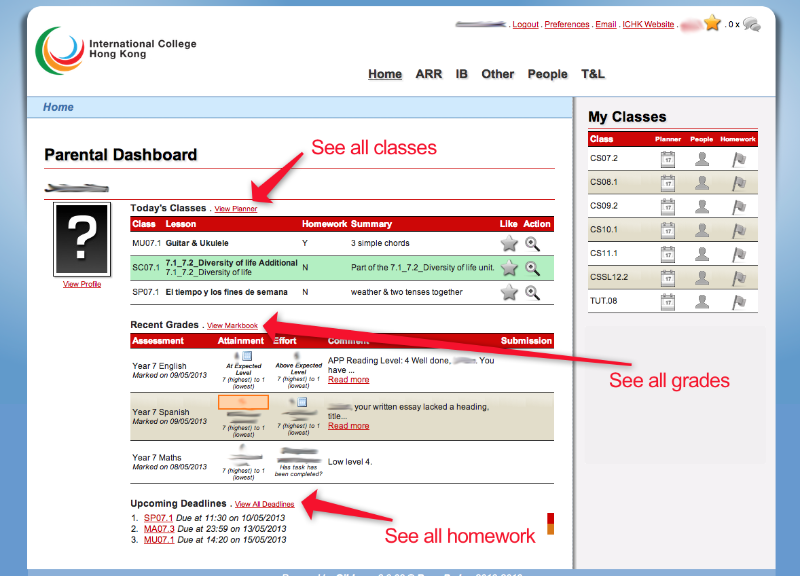 Logout . Preferences . Email . ICHK Website . . 0 x
International College
Hong Kong
Home ARR IB Other People T&L
Home
My Classes
Class Planner People Homework
CS07.2 17
CS08.1 17
CS09.2 17
CS10.1 17
CS11.1 17
CSSL12.2 17
TUT.08 17
See all classes
Parental Dashboard
?
View Profile
Today's Classes . View Planner
Class Lesson Homework Summary Like Action
MU07.1 Guitar & Ukulele Y 3 simple chords
SC07.1 7.1_7.2_Diversity of life Additional N Part of the 7.1_7.2_Diversity of life unit.
7.1_7.2_Diversity of life
SP07.1 El tiempo y los fines de semana N weather & two tenses together
Recent Grades . View Markbook
Assessment Attainment Effort Comment Submission
Year 7 English
Marked on 09/05/2013
At Expected
Level
7 (highest) to 1
(lowest)
Above Expected
Level
7 (highest) to 1
(lowest)
APP Reading Level: 4 Well done, . You
have ...
Read more
See all grades
Year 7 Spanish
Marked on 09/05/2013
7 (highest) to 1
(lowest)
7 (highest) to 1
(lowest)
, your written essay lacked a heading,
title...
Read more
Year 7 Maths
Marked on 08/05/2013
7 (highest) to 1
(lowest)
Has task has
been completed?
Low level 4.
Upcoming Deadlines . View All Deadlines
1. SP07.1 Due at 11:30 on 10/05/2013
2. MA07.3 Due at 23:59 on 13/05/2013
3. MU07.1 Due at 14:20 on 15/05/2013
See all homework